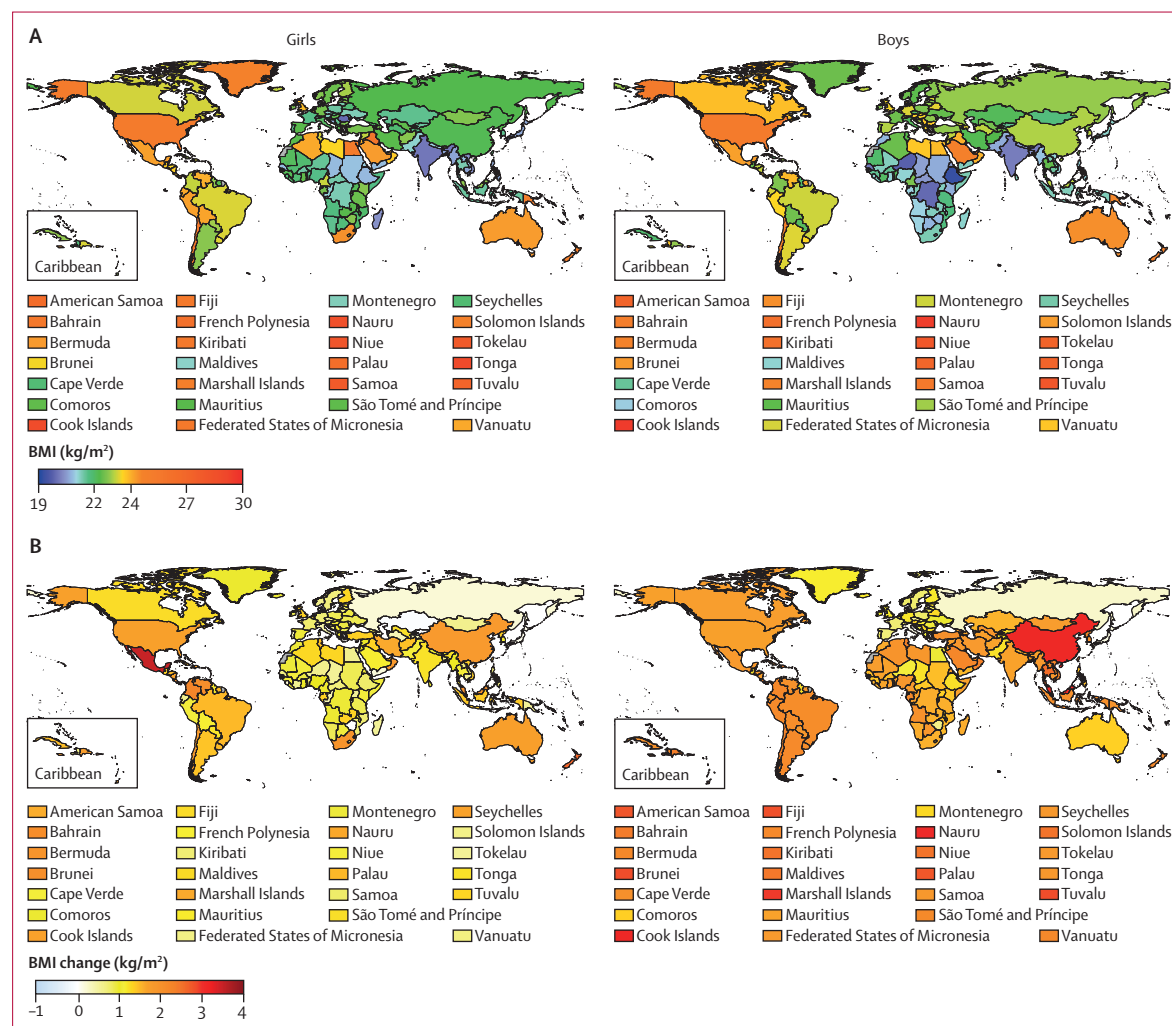 A
Girls
Boys
Caribbean
Caribbean
American Samoa Fiji Montenegro Seychelles
Bahrain French Polynesia Nauru Solomon Islands
Bermuda Kiribati Niue Tokelau
Brunei Maldives Palau Tonga
Cape Verde Marshall Islands Samoa Tuvalu
Comoros Mauritius São Tomé and Príncipe
Cook Islands Federated States of Micronesia Vanuatu
American Samoa Fiji Montenegro Seychelles
Bahrain French Polynesia Nauru Solomon Islands
Bermuda Kiribati Niue Tokelau
Brunei Maldives Palau Tonga
Cape Verde Marshall Islands Samoa Tuvalu
Comoros Mauritius São Tomé and Príncipe
Cook Islands Federated States of Micronesia Vanuatu
BMI (kg/m²)
19 22 24 27 30
B
Caribbean
Caribbean
American Samoa Fiji Montenegro Seychelles
Bahrain French Polynesia Nauru Solomon Islands
Bermuda Kiribati Niue Tokelau
Brunei Maldives Palau Tonga
Cape Verde Marshall Islands Samoa Tuvalu
Comoros Mauritius São Tomé and Príncipe
Cook Islands Federated States of Micronesia Vanuatu
American Samoa Fiji Montenegro Seychelles
Bahrain French Polynesia Nauru Solomon Islands
Bermuda Kiribati Niue Tokelau
Brunei Maldives Palau Tonga
Cape Verde Marshall Islands Samoa Tuvalu
Comoros Mauritius São Tomé and Príncipe
Cook Islands Federated States of Micronesia Vanuatu
BMI change (kg/m²)
–1 0 1 2 3 4